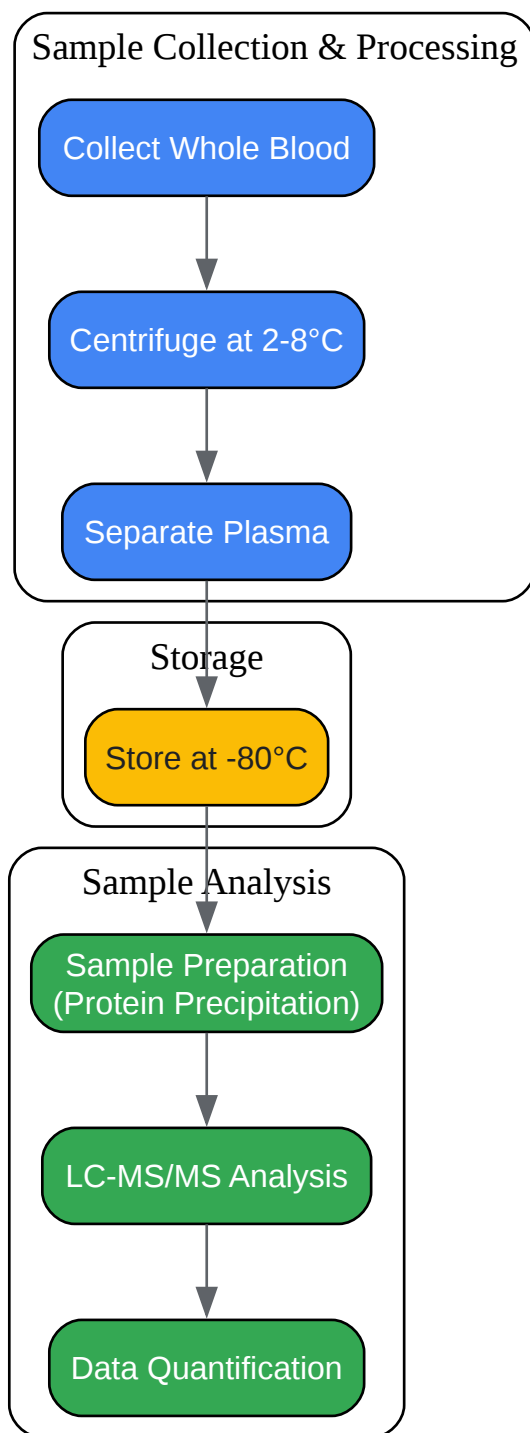 Sample Collection & Processing
Collect Whole Blood
Centrifuge at 2-8°C
Separate Plasma
Storage
Store at -80°C
Sample Analysis
Sample Preparation
(Protein Precipitation)
LC-MS/MS Analysis
Data Quantification